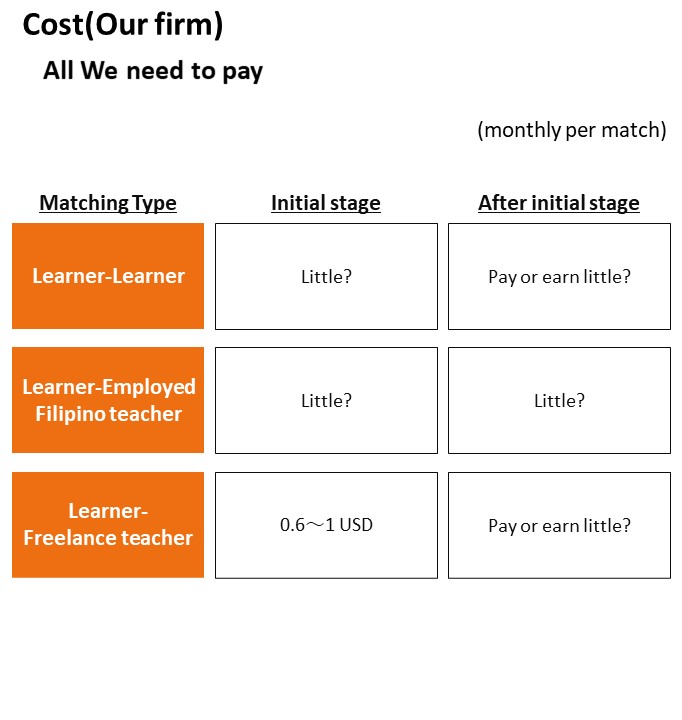 Cost(Our firm)
All We need to pay
(monthly per match)
Matching Type
Initial stage
After initial stage
Learner-Learner
Little?
Pay or earn little?
Learner-Employed
Filipino teacher
Little?
Little?
Learner-
Freelance teacher
0.6～1 USD
Pay or earn little?